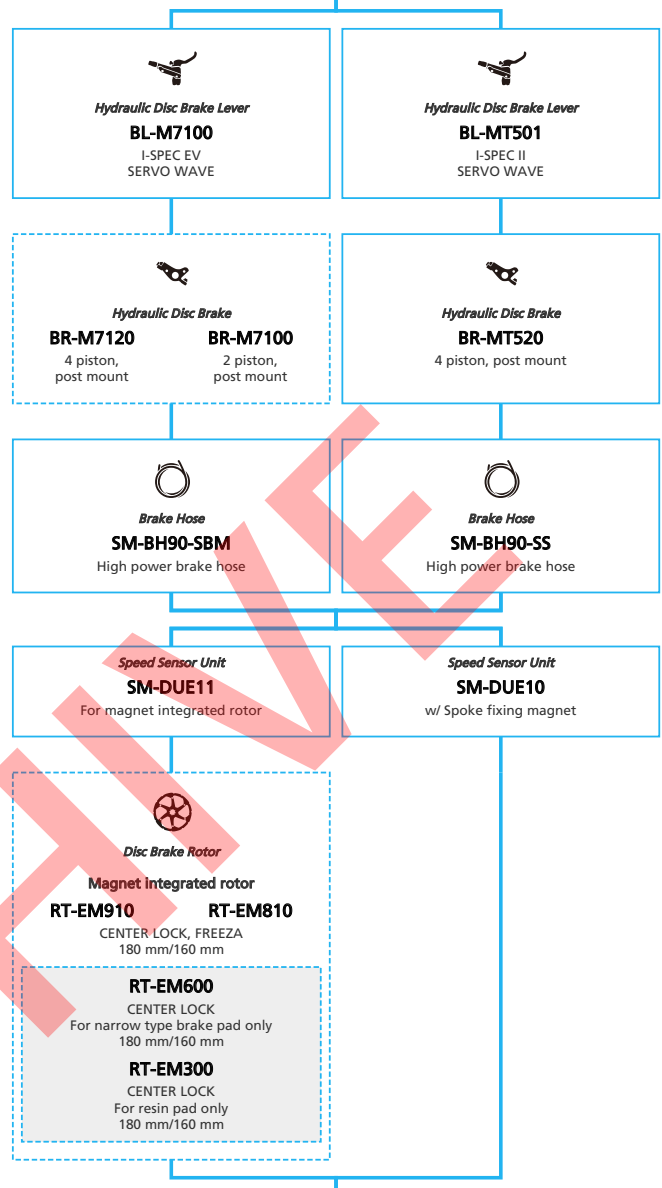 Hydraulic Disc Brake Lever
BL-M7100
I-SPEC EV
SERVO WAVE
Hydraulic Disc Brake Lever
BL-MT501
I-SPEC II
SERVO WAVE
Hydraulic Disc Brake
BR-M7120
4 piston,
post mount
BR-M7100
2 piston,
post mount
Hydraulic Disc Brake
BR-MT520
4 piston, post mount
Brake Hose
SM-BH90-SBM
High power brake hose
Brake Hose
SM-BH90-SS
High power brake hose
Speed Sensor Unit
SM-DUE11
For magnet integrated rotor
Speed Sensor Unit
SM-DUE10
w/ Spoke fixing magnet
Disc Brake Rotor
Magnet integrated rotor
RT-EM910 RT-EM810
CENTER LOCK, FREEZA
180 mm/160 mm
RT-EM600
CENTER LOCK
For narrow type brake pad only
180 mm/160 mm
RT-EM300
CENTER LOCK
For resin pad only
180 mm/160 mm
HIVE